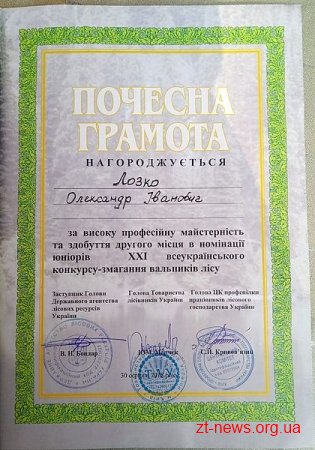 ПОЧЕСНА
ГРАМОТА
НАГОРОДЖУЄТЬСЯ
Лозко
Олександр Іванович
за високу професійну майстерність
та здобуття другого місця в номінації
юніорів XXI всеукраїнського
конкурсу-змагання вальників лісу
Заступник Голови
Державного агентства
лісових ресурсів
України
Голова Товариства
лісівників України
Голова ЦК профспілки
працівників лісового
господарства України
В. Н. Бондар
Ю.М.
С.Й.
30
zt-news.org.ua